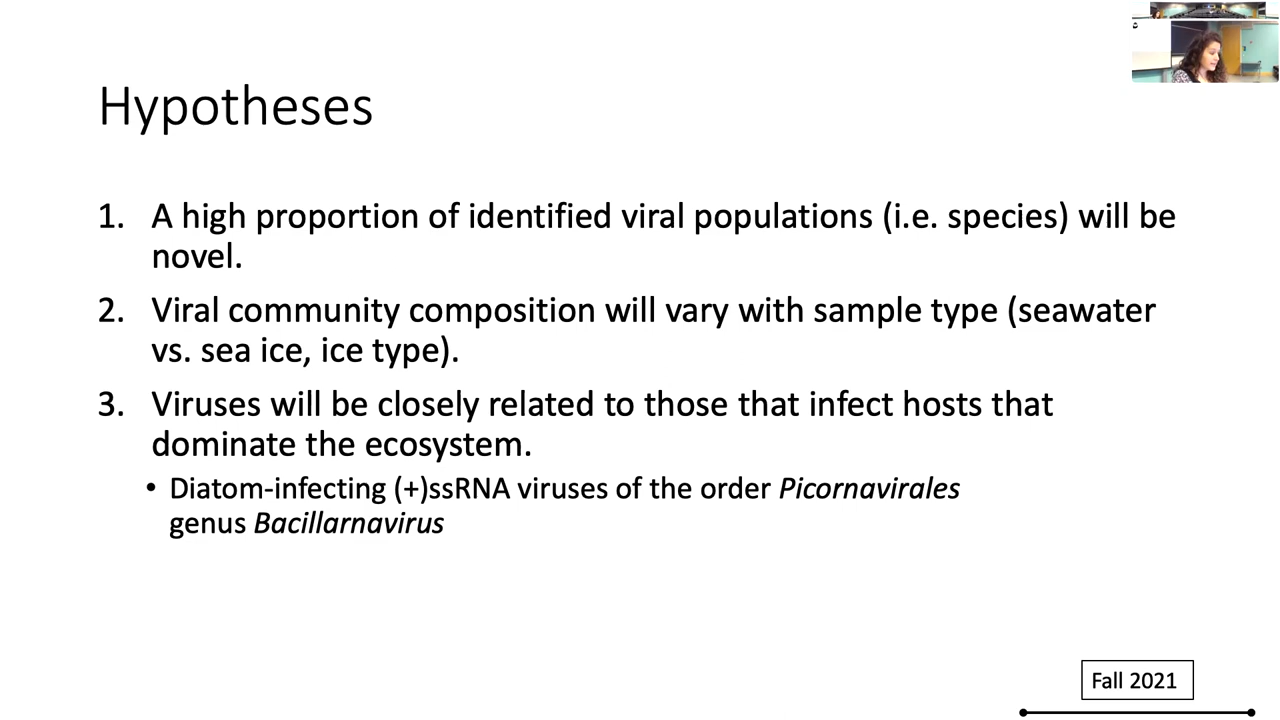 Hypotheses
1. A high proportion of identified viral populations (i.e. species) will be
novel.
2. Viral community composition will vary with sample type (seawater
vs. sea ice, ice type).
3. Viruses will be closely related to those that infect hosts that
dominate the ecosystem.
• Diatom-infecting (+)ssRNA viruses of the order Picornavirales
genus Bacillarnavirus
Fall 2021